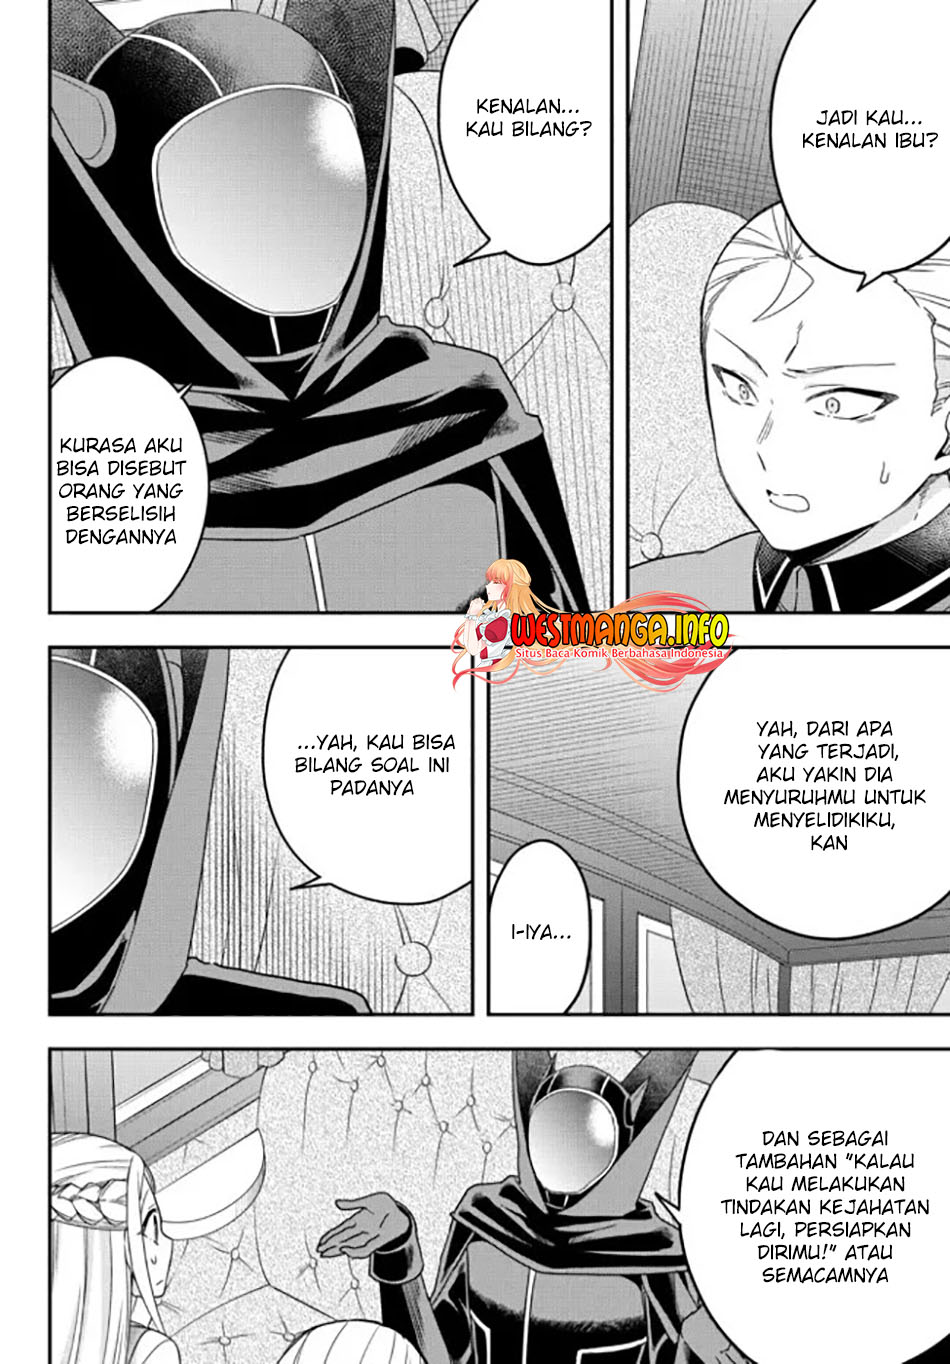 JADI KAU...
KENALAN IBU?
KENALAN...
KAU BILANG?
KURASA AKU
BISA DISEBUT
ORANG YANG
BERSELISIH
DENGANNYA
WESTMANGA.INFO
Situs Baca Komik Berbahasa Indonesia
YAH, DARI APA
YANG TERJADI,
AKU YAKIN DIA
MENYURUHMU UNTUK
MENYELIDIKIKU,
KAN
I-IYA...
...YAH, KAU BISA
BILANG SOAL INI
PADANYA
DAN SEBAGAI
TAMBAHAN "KALAU
KAU MELAKUKAN
TINDAKAN KEJAHATAN
LAGI, PERSIAPKAN
DIRIMU!" ATAU
SEMACAMNYA